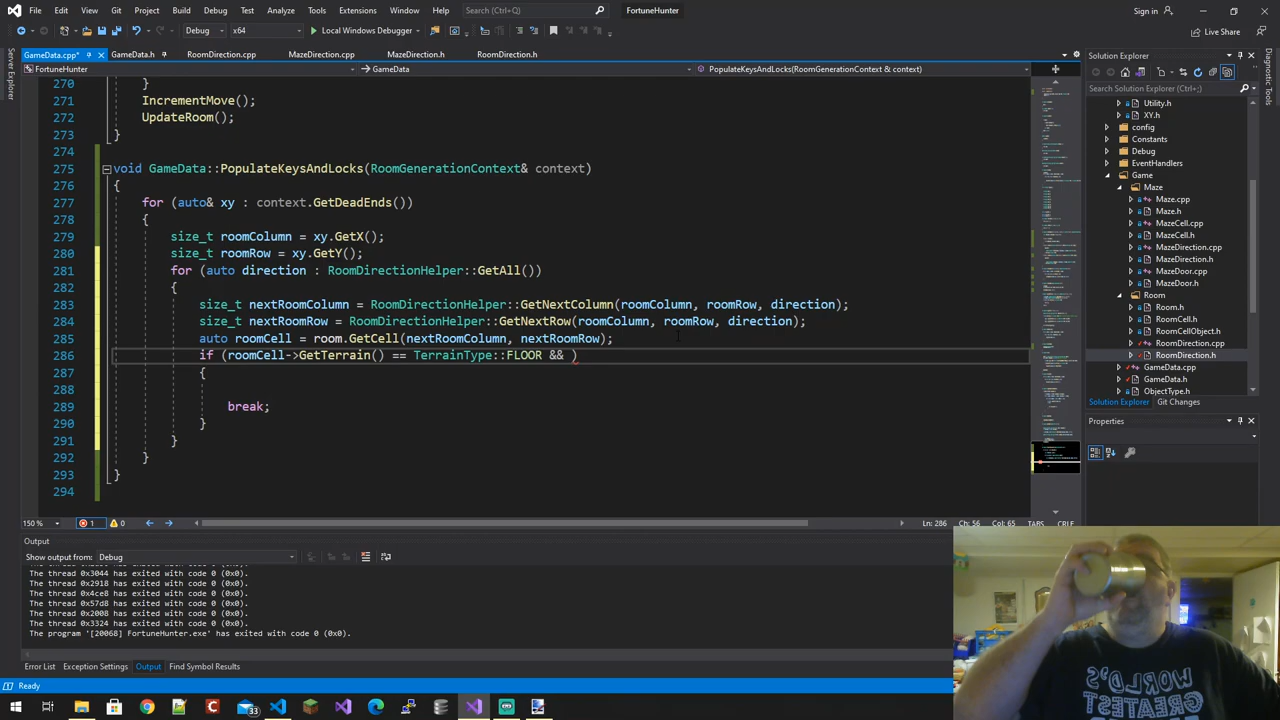 File Edit View Git Project Build Debug Test Analyze Tools Extensions Window Help Search (Ctrl+Q) FortuneHunter Sign in
Debug x64 Local Windows Debugger Live Share
GameData.cpp* GameData.h RoomDirection.cpp MazeDirection.cpp MazeDirection.h RoomDirection.h
FortuneHunter GameData PopulateKeysAndLocks(RoomGenerationContext & context)
Server Explorer
Diagnostic Tools
270 }
271 IncrementMove();
272 UpdateRoom();
273 }
274
275 void GameData::PopulateKeysAndLocks(RoomGenerationContext& context)
276 {
277 for (auto& xy : context.GetDeadEnds())
278 {
279 size_t roomColumn = xy.GetX();
280 size_t roomRow = xy.GetY();
281 for (auto direction : RoomDirectionHelper::GetAll())
282 {
283 size_t nextRoomColumn = RoomDirectionHelper::GetNextColumn(roomColumn, roomRow, direction);
284 size_t nextRoomRow = RoomDirectionHelper::GetNextRow(roomColumn, roomRow, direction);
285 auto roomCell = room.GetCell(nextRoomColumn, nextRoomRow);
286 if (roomCell->GetTerrain() == TerrainType::FLOOR && )
287 {
288
289 break;
290 }
291 }
292 }
293 }
294
150 % 1 0 Ln: 286 Ch: 56 Col: 65 TABS CRLF
Output
Show output from: Debug
The thread 0x3044 has exited with code 0 (0x0).
The thread 0x2918 has exited with code 0 (0x0).
The thread 0x4ce8 has exited with code 0 (0x0).
The thread 0x57d8 has exited with code 0 (0x0).
The thread 0x2008 has exited with code 0 (0x0).
The thread 0x3324 has exited with code 0 (0x0).
The program '[20068] FortuneHunter.exe' has exited with code 0 (0x0).
Error List Exception Settings Output Find Symbol Results
Ready
Solution Explorer
Search Solution Explorer (Ctrl+;)
Utility.h
XY.h
config
Constants
Debug
EventHandlers
Game
Maze
Maze.cpp
Maze.h
MazeCell.cpp
MazeCell.h
MazeDirection.cpp
MazeDirection.h
MazeDoor.cpp
MazeDoor.h
Room
Room.h
RoomCell.h
RoomCellObject.h
RoomDirection.cpp
RoomDirection.h
GameData.cpp
GameData.h
ObjectType.h
Solution Explorer Git Changes
Properties
33
WORLD'S
GREATEST